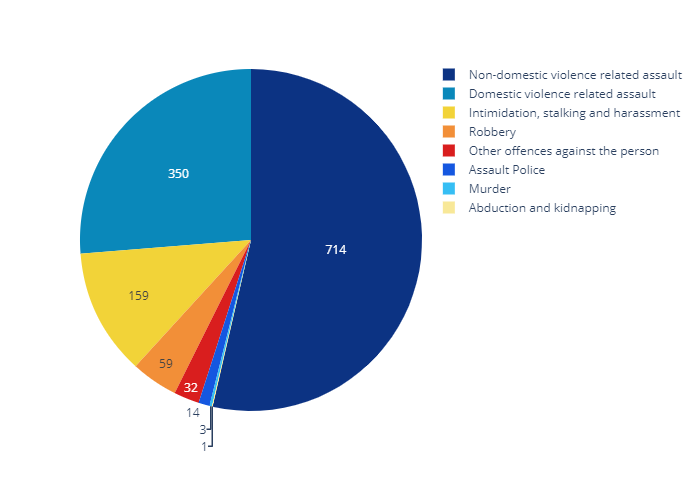 Non-domestic violence related assault
Domestic violence related assault
Intimidation, stalking and harassment
Robbery
Other offences against the person
Assault Police
Murder
Abduction and kidnapping
350
714
159
59
32
14
3
1